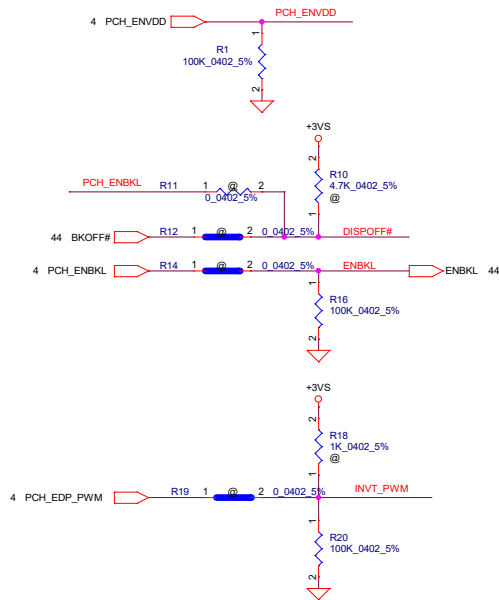 PCH_ENVDD
4 PCH_ENVDD
1
R1
100K_0402_5%
2
+3VS
2
R10
4.7K_0402_5%
@
1
PCH_ENBKL
R11
1
@
2
0_0402_5%
44 BKOFF#
R12
1
@
2
0_0402_5%
DISPOFF#
4 PCH_ENBKL
R14
1
@
2
0_0402_5%
ENBKL
ENBKL 44
1
R16
100K_0402_5%
2
+3VS
2
R18
1K_0402_5%
@
1
4 PCH_EDP_PWM
R19
1
@
2
0_0402_5%
INVT_PWM
1
R20
100K_0402_5%
2